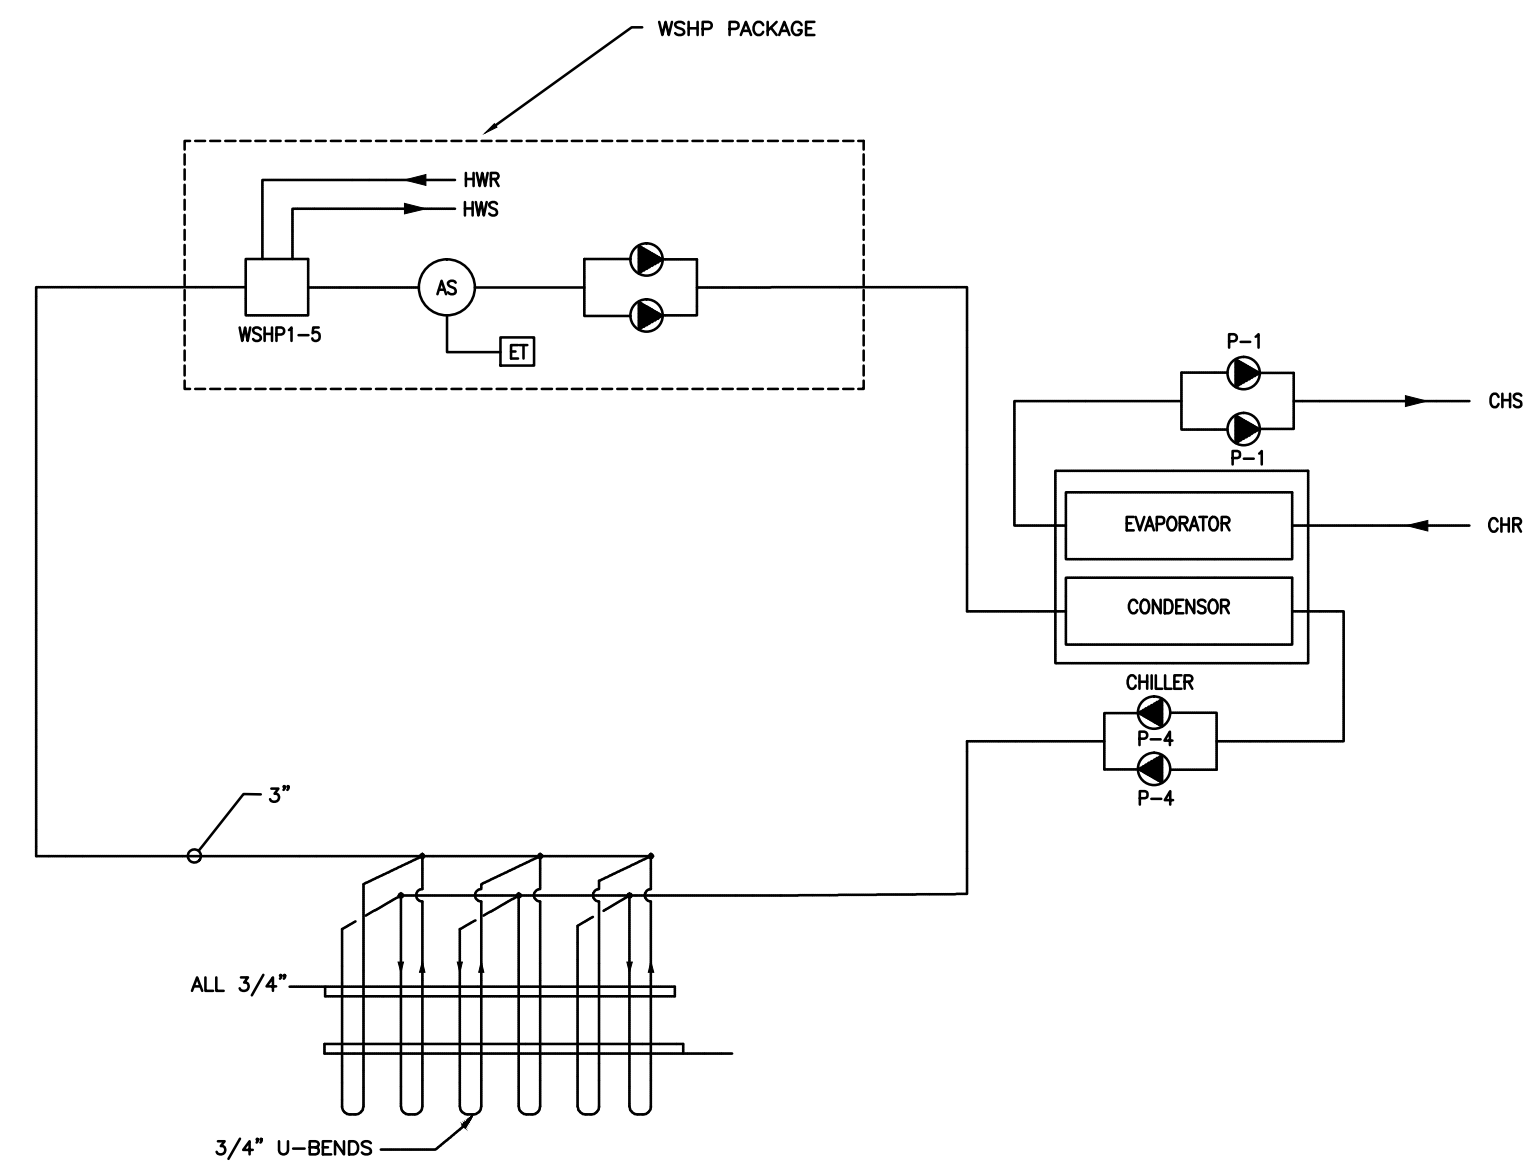 WSHP PACKAGE
HWR
HWS
AS
WSHP1-5
ET
P-1
CHS
P-1
EVAPORATOR
CHR
CONDENSOR
CHILLER
P-4
P-4
3"
ALL 3/4"
3/4" U-BENDS